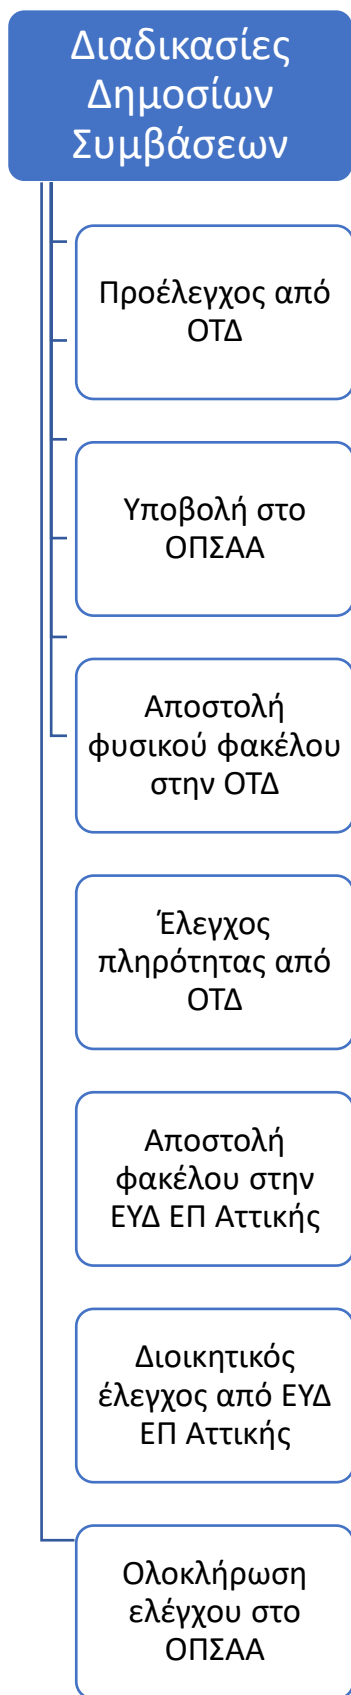 Διαδικασίες
Δημοσίων
Συμβάσεων
Προέλεγχος από
ΟΤΔ
Υποβολή στο
ΟΠΣΑΑ
Αποστολή
φυσικού φακέλου
στην ΟΤΔ
Έλεγχος
πληρότητας από
ΟΤΔ
Αποστολή
φακέλου στην
ΕΥΔ ΕΠ Αττικής
Διοικητικός
έλεγχος από ΕΥΔ
ΕΠ Αττικής
Ολοκλήρωση
ελέγχου στο
ΟΠΣΑΑ